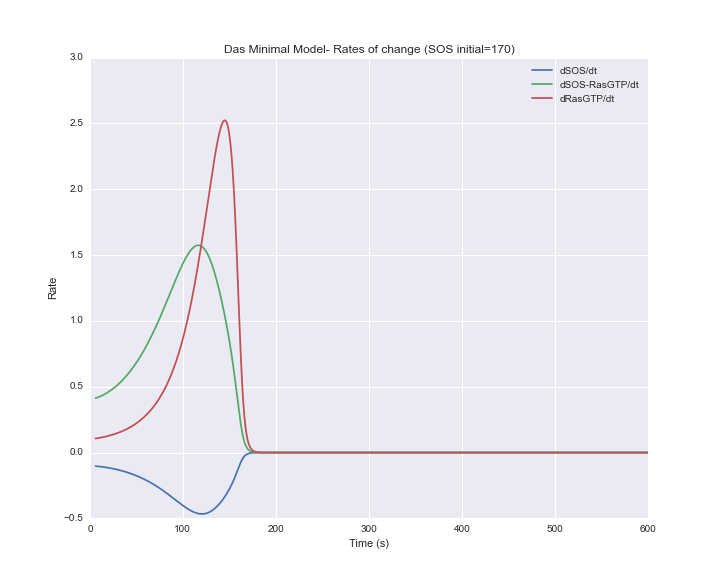 Das Minimal Model- Rates of change (SOS initial=170)
3.0
2.5
2.0
1.5
1.0
0.5
0.0
−0.5
Rate
dSOS/dt
dSOS-RasGTP/dt
dRasGTP/dt
0 100 200 300 400 500 600
Time (s)